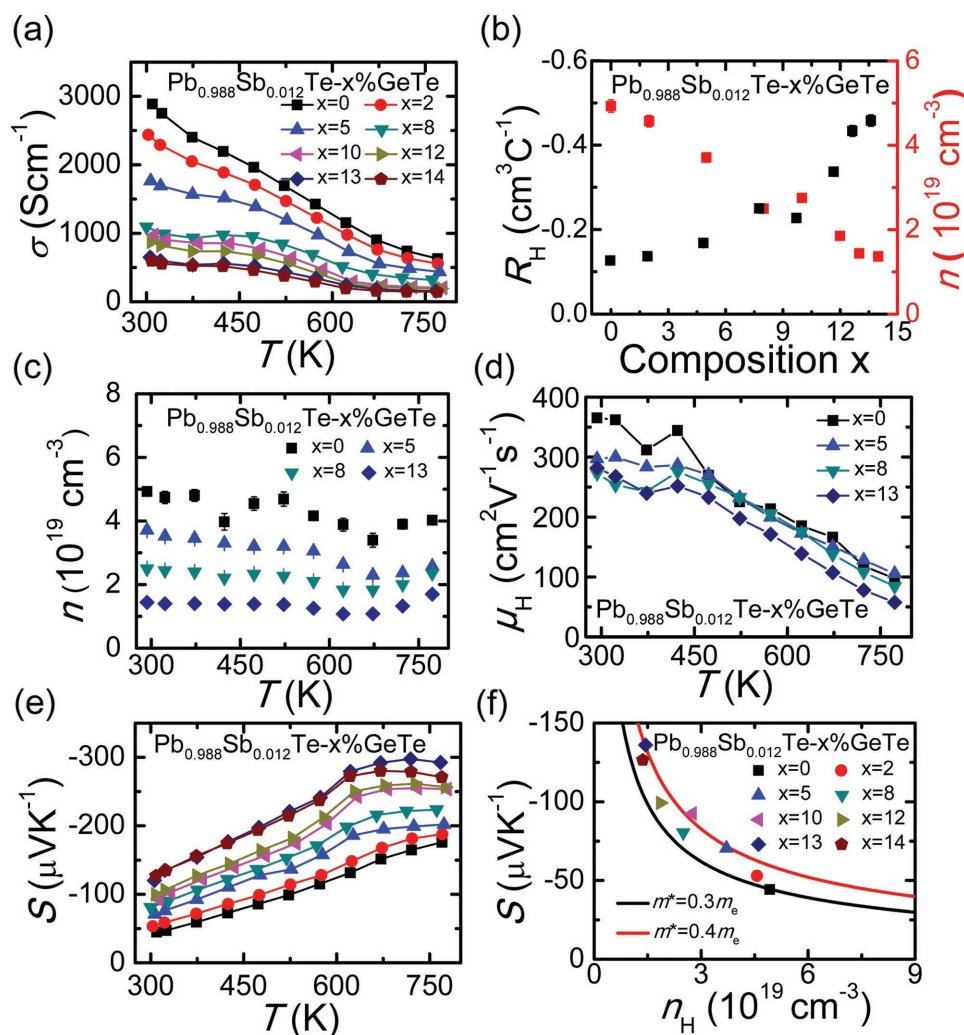 (a)
Pb0.988Sb0.012Te-x%GeTe
x=0 x=2
x=5 x=8
x=10 x=12
x=13 x=14
3000
2000
1000
0
σ (Scm⁻¹)
300 450 600 750
T (K)
(b)
Pb0.988Sb0.012Te-x%GeTe
-0.6
-0.4
-0.2
0.0
RH (cm³C⁻¹)
6
5
4
3
2
1
0
n (10¹⁹ cm⁻³)
0 3 6 9 12 15
Composition x
(c)
Pb0.988Sb0.012Te-x%GeTe
x=0 x=5
x=8 x=13
8
6
4
2
0
n (10¹⁹ cm⁻³)
300 450 600 750
T (K)
(d)
x=0
x=5
x=8
x=13
400
300
200
100
0
μH (cm²V⁻¹s⁻¹)
Pb0.988Sb0.012Te-x%GeTe
300 450 600 750
T (K)
(e)
Pb0.988Sb0.012Te-x%GeTe
-300
-200
-100
0
S (μVK⁻¹)
300 450 600 750
T (K)
(f)
Pb0.988Sb0.012Te-x%GeTe
x=0 x=2
x=5 x=8
x=10 x=12
x=13 x=14
-150
-100
-50
0
S (μVK⁻¹)
m*=0.3me
m*=0.4me
0 3 6 9
nH (10¹⁹ cm⁻³)